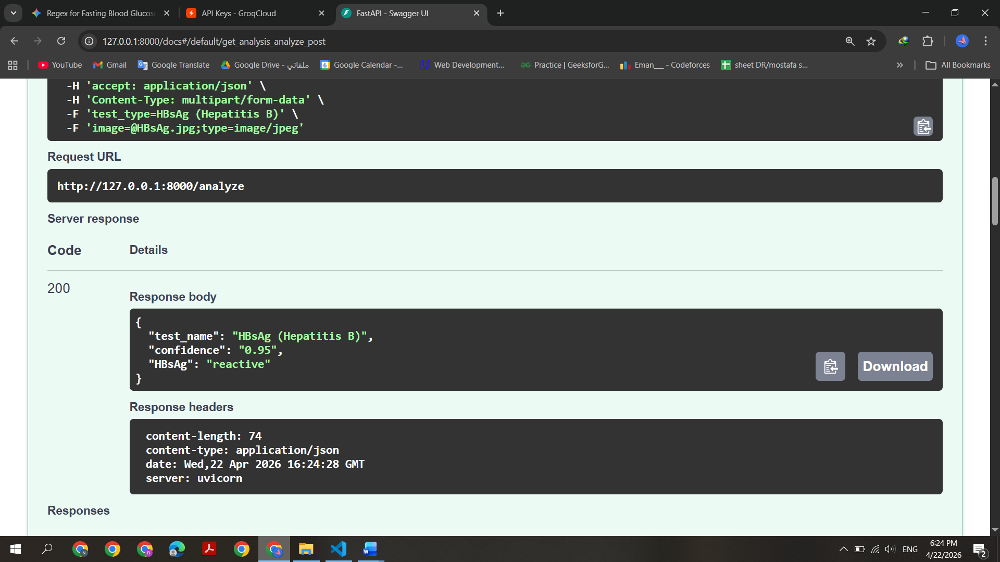 Regex for Fasting Blood Glucos
API Keys - GroqCloud
FastAPI - Swagger UI
127.0.0.1:8000/docs#/default/get_analysis_analyze_post
YouTube
Gmail
Google Translate
Google Drive - ملفاتي
Google Calendar -...
Web Development...
Practice | GeeksforG...
Eman___ - Codeforces
sheet DR/mostafa s...
All Bookmarks
-H 'accept: application/json' \
-H 'Content-Type: multipart/form-data' \
-F 'test_type=HBsAg (Hepatitis B)' \
-F 'image=@HBsAg.jpg;type=image/jpeg'
Request URL
http://127.0.0.1:8000/analyze
Server response
Code Details
200
Response body
{
"test_name": "HBsAg (Hepatitis B)",
"confidence": "0.95",
"HBsAg": "reactive"
}
Download
Response headers
content-length: 74
content-type: application/json
date: Wed,22 Apr 2026 16:24:28 GMT
server: uvicorn
Responses
ENG
6:24 PM
4/22/2026
2